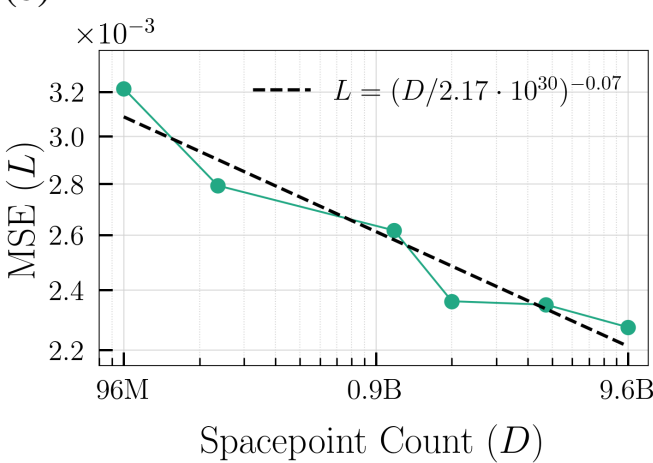 ×10⁻³
L = (D/2.17 · 10³⁰)⁻⁰·⁰⁷
3.2
3.0
2.8
2.6
2.4
2.2
MSE (L)
96M 0.9B 9.6B
Spacepoint Count (D)